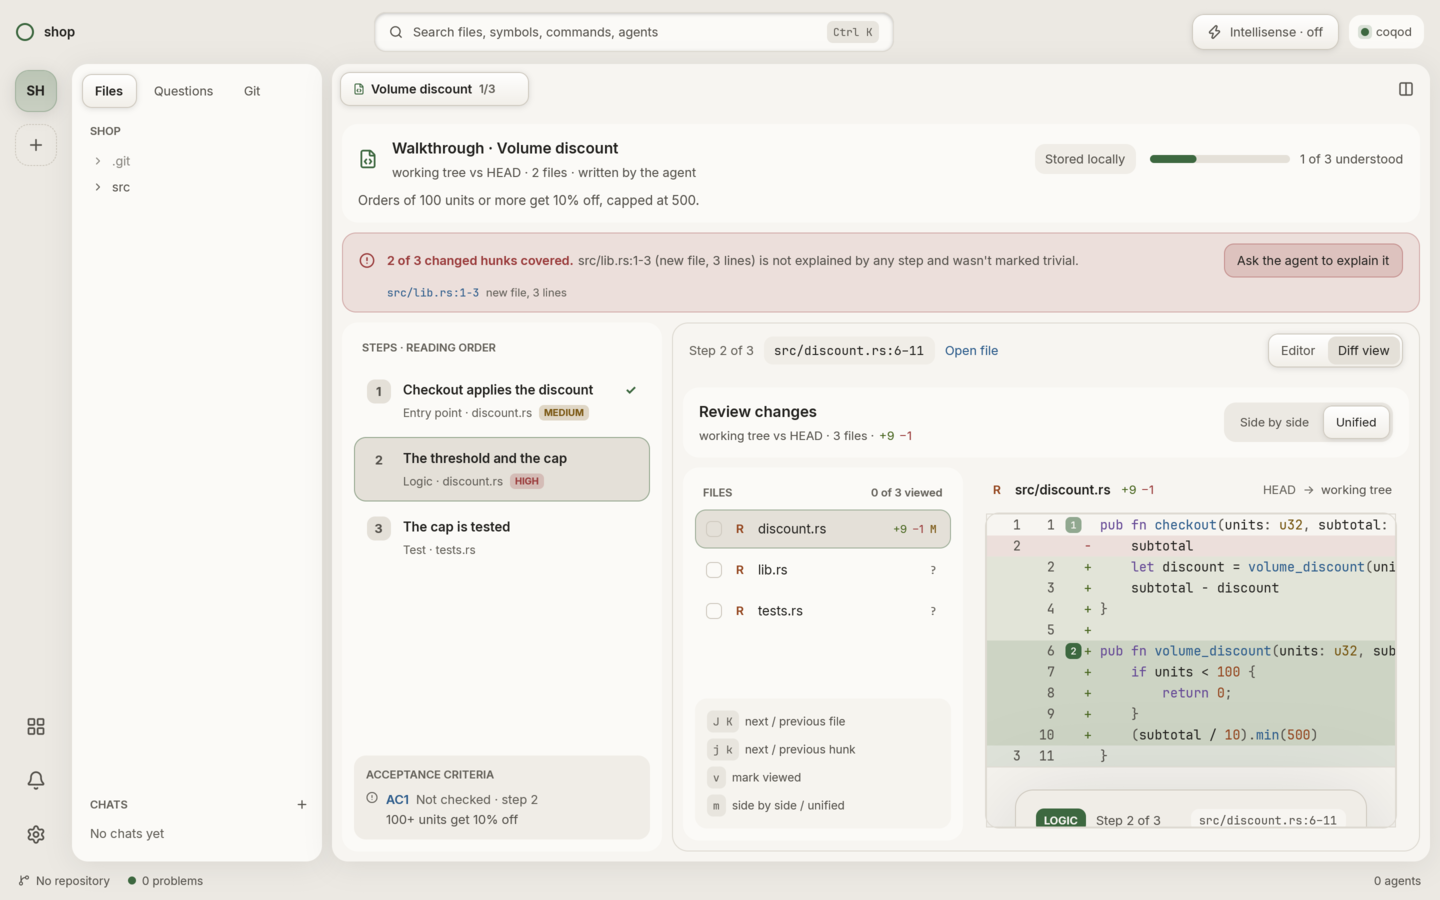 shop
Search files, symbols, commands, agents
Ctrl K
Intellisense · off
coqod
SH
Files
Questions
Git
SHOP
.git
src
CHATS
No chats yet
Volume discount 1/3
Walkthrough · Volume discount
working tree vs HEAD · 2 files · written by the agent
Orders of 100 units or more get 10% off, capped at 500.
Stored locally
1 of 3 understood
2 of 3 changed hunks covered. src/lib.rs:1-3 (new file, 3 lines) is not explained by any step and wasn't marked trivial.
src/lib.rs:1-3 new file, 3 lines
Ask the agent to explain it
STEPS · READING ORDER
1 Checkout applies the discount
Entry point · discount.rs MEDIUM
2 The threshold and the cap
Logic · discount.rs HIGH
3 The cap is tested
Test · tests.rs
ACCEPTANCE CRITERIA
AC1 Not checked · step 2
100+ units get 10% off
Step 2 of 3
src/discount.rs:6–11
Open file
Editor
Diff view
Review changes
working tree vs HEAD · 3 files · +9 −1
Side by side
Unified
FILES
0 of 3 viewed
R discount.rs +9 −1 M
R lib.rs ?
R tests.rs ?
J K next / previous file
j k next / previous hunk
v mark viewed
m side by side / unified
R src/discount.rs +9 −1
HEAD → working tree
1 1 1 pub fn checkout(units: u32, subtotal:
2 - subtotal
2 + let discount = volume_discount(uni
3 + subtotal - discount
4 + }
5 +
6 2 + pub fn volume_discount(units: u32, sub
7 + if units < 100 {
8 + return 0;
9 + }
10 + (subtotal / 10).min(500)
3 11 }
LOGIC Step 2 of 3 src/discount.rs:6–11
No repository
0 problems
0 agents